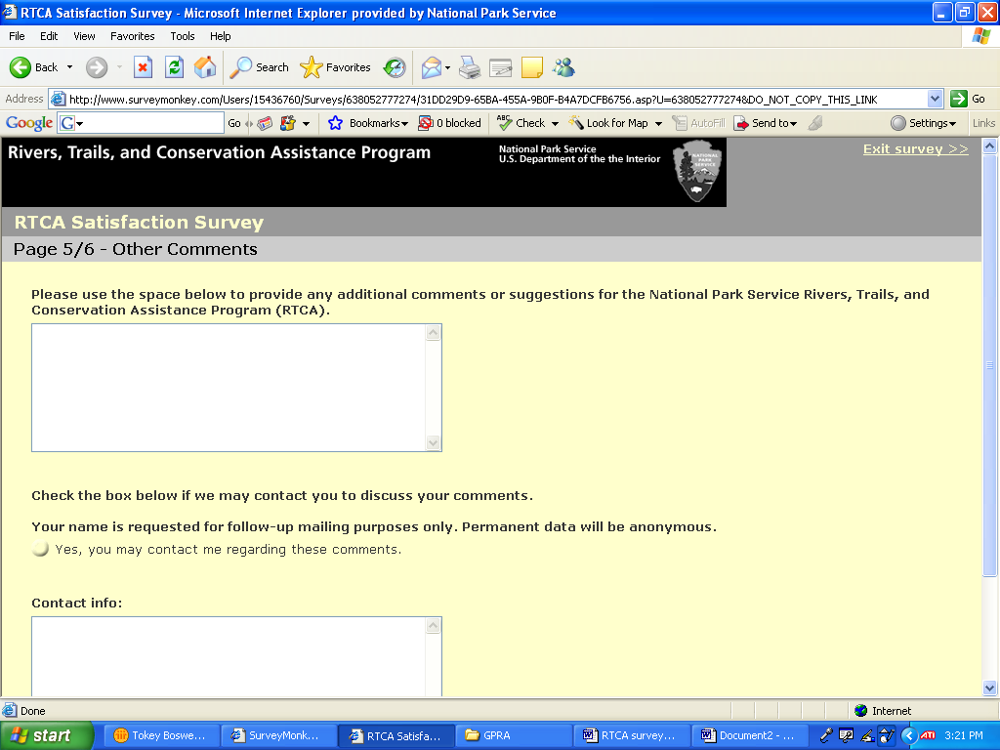 RTCA Satisfaction Survey - Microsoft Internet Explorer provided by National Park Service
File Edit View Favorites Tools Help
Back Search Favorites
Address http://www.surveymonkey.com/Users/15436760/Surveys/638052777274/31DD29D9-65BA-455A-9B0F-B4A7DCFB6756.asp?U=638052777274&DO_NOT_COPY_THIS_LINK Go
Google G Go Bookmarks 0 blocked ABC Check Look for Map AutoFill Send to Settings Links
Rivers, Trails, and Conservation Assistance Program
National Park Service
U.S. Department of the the Interior
NATIONAL
PARK
SERVICE
Exit survey >>
RTCA Satisfaction Survey
Page 5/6 - Other Comments
Please use the space below to provide any additional comments or suggestions for the National Park Service Rivers, Trails, and
Conservation Assistance Program (RTCA).
Check the box below if we may contact you to discuss your comments.
Your name is requested for follow-up mailing purposes only. Permanent data will be anonymous.
Yes, you may contact me regarding these comments.
Contact info:
Done Internet
start Tokey Boswe... SurveyMonk... RTCA Satisfa... GPRA RTCA survey... Document2 - ... ATI 3:21 PM